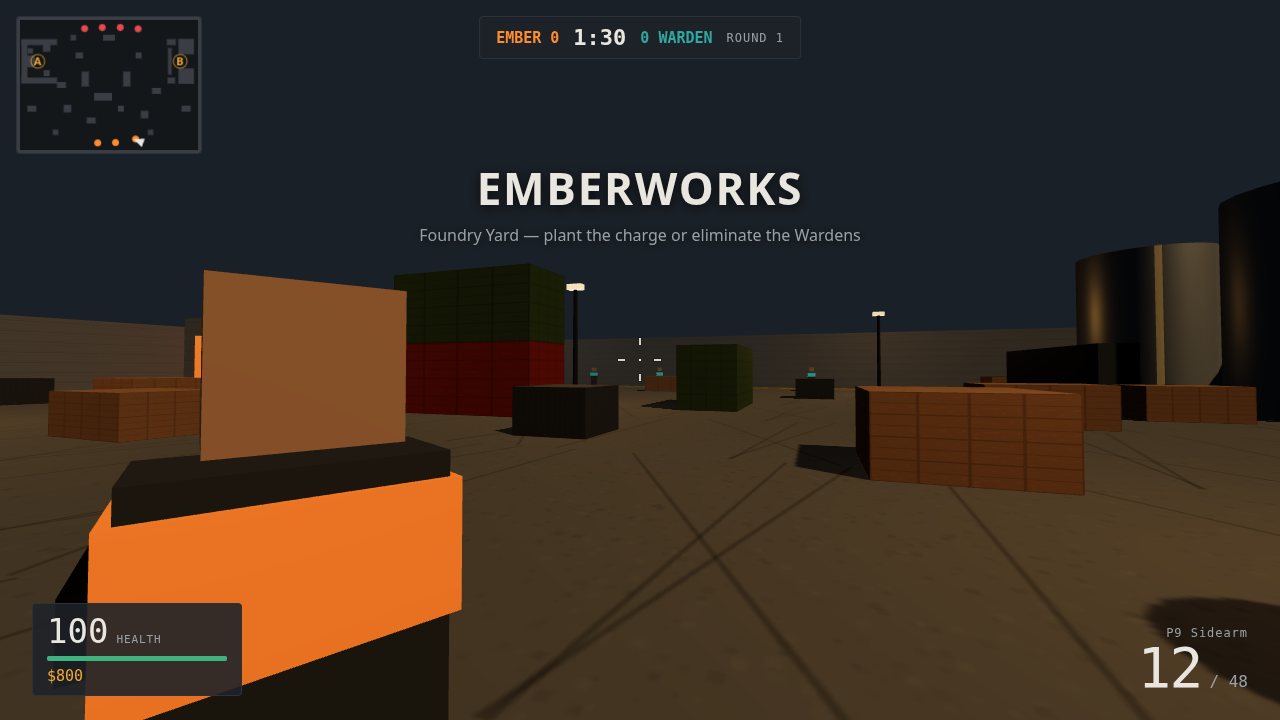 A
B
EMBER 0 1:30 0 WARDEN ROUND 1
EMBERWORKS
Foundry Yard — plant the charge or eliminate the Wardens
100 HEALTH
$800
P9 Sidearm
12 / 48